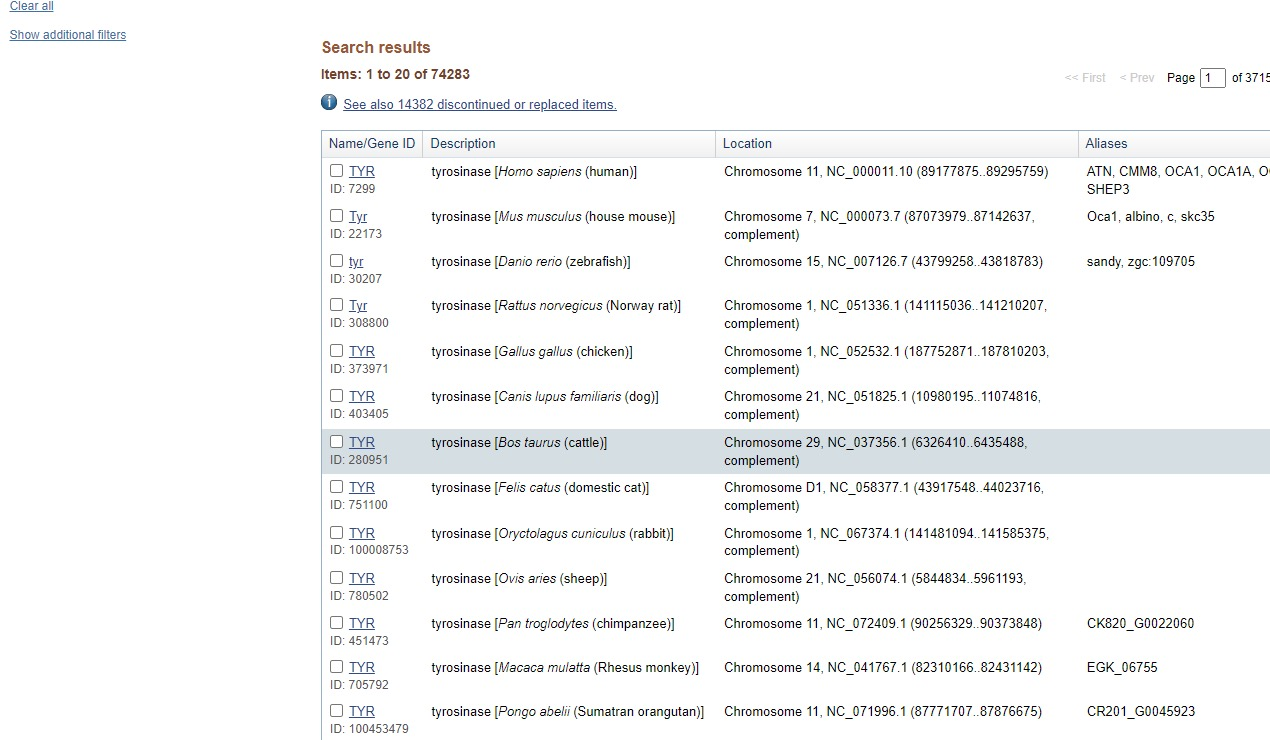 Clear all
Show additional filters
Search results
Items: 1 to 20 of 74283
<< First < Prev Page 1 of 3715
See also 14382 discontinued or replaced items.
Name/Gene ID Description Location Aliases
TYR tyrosinase [Homo sapiens (human)] Chromosome 11, NC_000011.10 (89177875..89295759) ATN, CMM8, OCA1, OCA1A,
ID: 7299 SHEP3
Tyr tyrosinase [Mus musculus (house mouse)] Chromosome 7, NC_000073.7 (87073979..87142637, Oca1, albino, c, skc35
ID: 22173 complement)
tyr tyrosinase [Danio rerio (zebrafish)] Chromosome 15, NC_007126.7 (43799258..43818783) sandy, zgc:109705
ID: 30207
Tyr tyrosinase [Rattus norvegicus (Norway rat)] Chromosome 1, NC_051336.1 (141115036..141210207,
ID: 308800 complement)
TYR tyrosinase [Gallus gallus (chicken)] Chromosome 1, NC_052532.1 (187752871..187810203,
ID: 373971 complement)
TYR tyrosinase [Canis lupus familiaris (dog)] Chromosome 21, NC_051825.1 (10980195..11074816,
ID: 403405 complement)
TYR tyrosinase [Bos taurus (cattle)] Chromosome 29, NC_037356.1 (6326410..6435488,
ID: 280951 complement)
TYR tyrosinase [Felis catus (domestic cat)] Chromosome D1, NC_058377.1 (43917548..44023716,
ID: 751100 complement)
TYR tyrosinase [Oryctolagus cuniculus (rabbit)] Chromosome 1, NC_067374.1 (141481094..141585375,
ID: 100008753 complement)
TYR tyrosinase [Ovis aries (sheep)] Chromosome 21, NC_056074.1 (5844834..5961193,
ID: 780502 complement)
TYR tyrosinase [Pan troglodytes (chimpanzee)] Chromosome 11, NC_072409.1 (90256329..90373848) CK820_G0022060
ID: 451473
TYR tyrosinase [Macaca mulatta (Rhesus monkey)] Chromosome 14, NC_041767.1 (82310166..82431142) EGK_06755
ID: 705792
TYR tyrosinase [Pongo abelii (Sumatran orangutan)] Chromosome 11, NC_071996.1 (87771707..87876675) CR201_G0045923
ID: 100453479